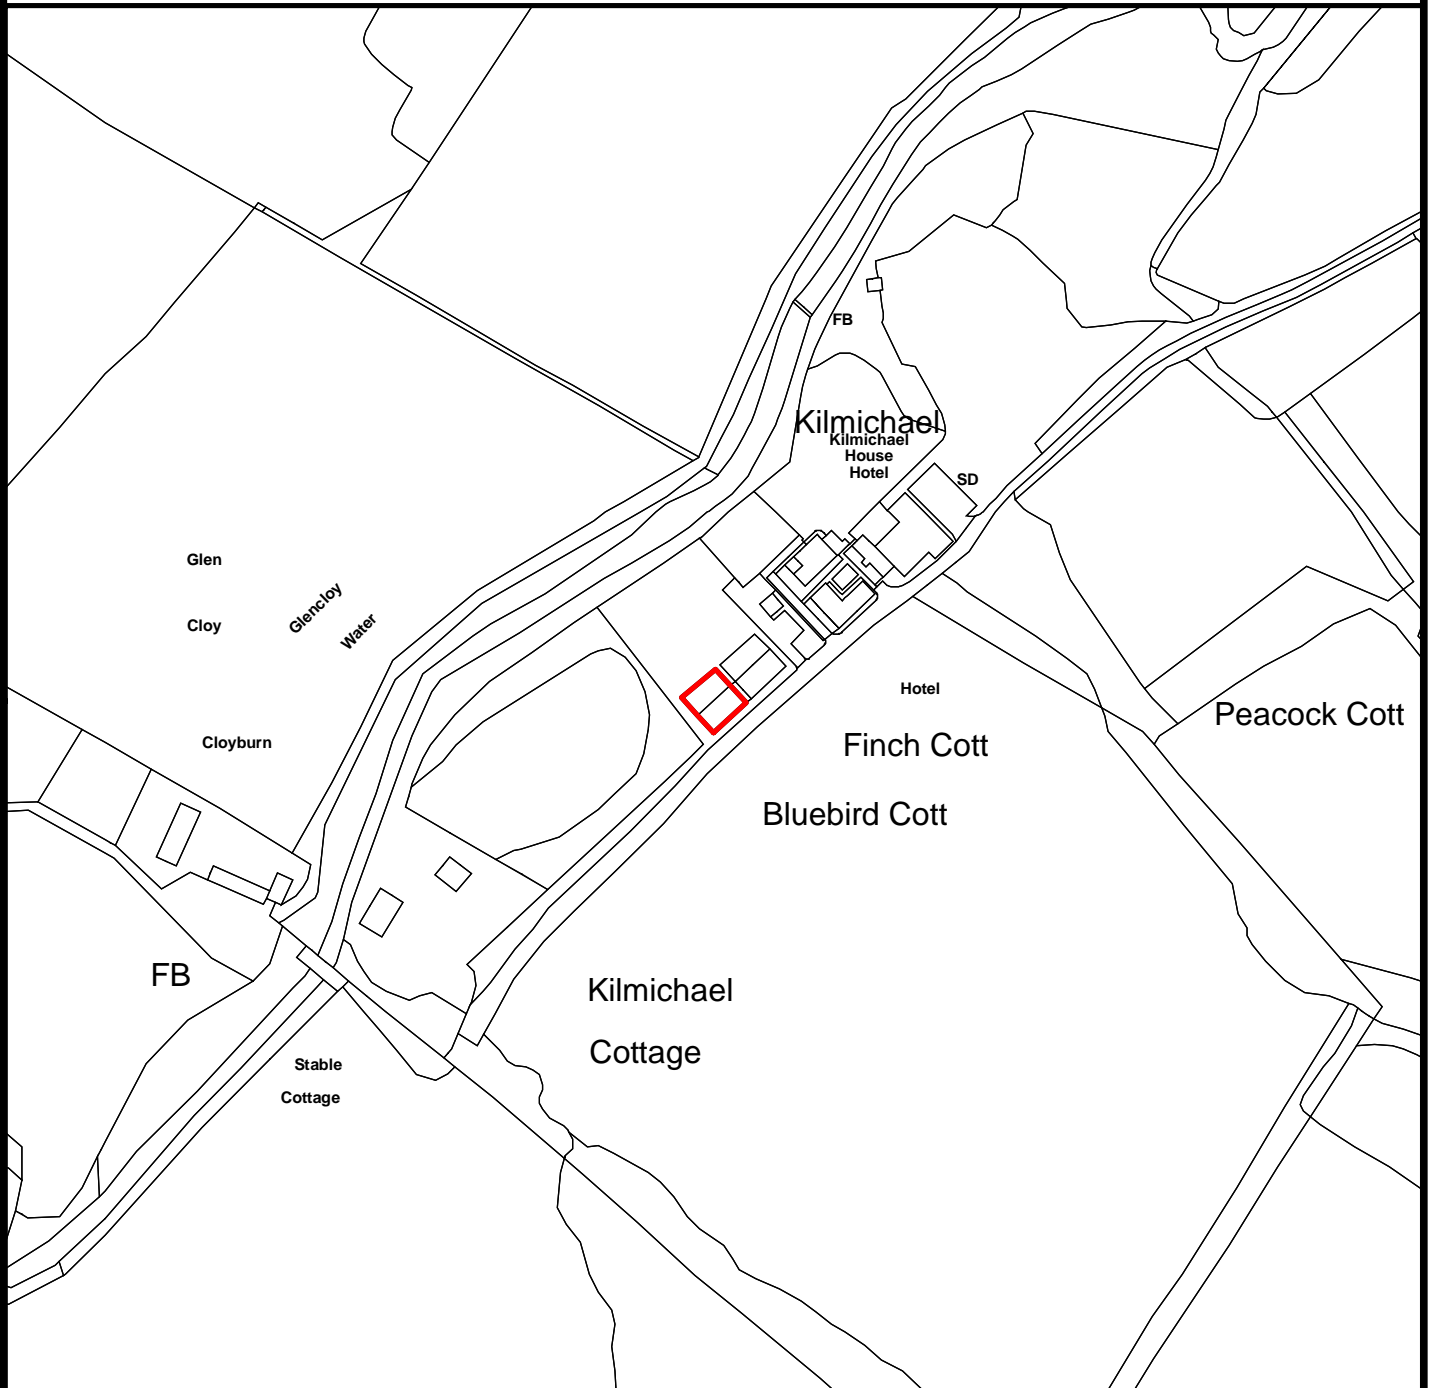 FB
Kilmichael
Kilmichael
House
Hotel
SD
Glen
Glencloy
Water
Cloy
Hotel
Peacock Cott
Cloyburn
Finch Cott
Bluebird Cott
FB
Kilmichael
Cottage
Stable
Cottage